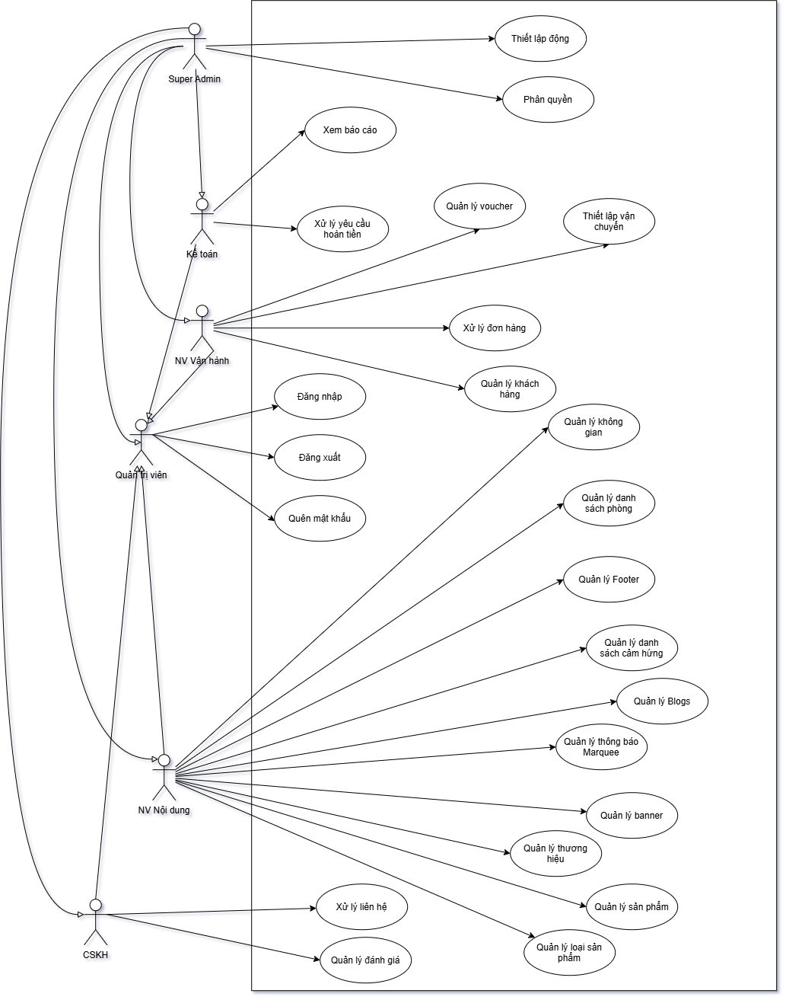 Thiết lập động
Super Admin
Phân quyền
Xem báo cáo
Quản lý voucher
Thiết lập vận
chuyển
Xử lý yêu cầu
hoàn tiền
Kế toán
Xử lý đơn hàng
NV Vận hành
Quản lý khách
hàng
Đăng nhập
Quản lý không
gian
Đăng xuất
Quản trị viên
Quản lý danh
sách phòng
Quên mật khẩu
Quản lý Footer
Quản lý danh
sách cảm hứng
Quản lý Blogs
Quản lý thông báo
Marquee
NV Nội dung
Quản lý banner
Quản lý thương
hiệu
Xử lý liên hệ
Quản lý sản phẩm
CSKH
Quản lý đánh giá
Quản lý loại sản
phẩm